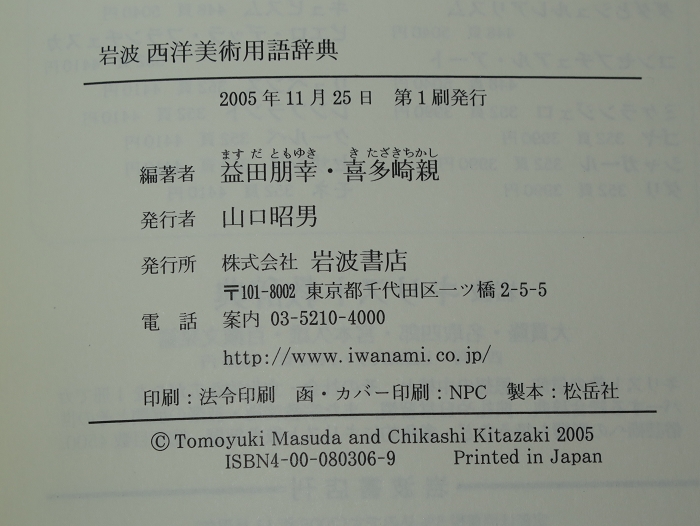 岩波 西洋美術用語辞典
2005年11月25日 第1刷発行
ます だ ともゆき き た ざきちかし
編著者 益田朋幸・喜多崎親
発行者 山口昭男
発行所 株式会社 岩波書店
〒101-8002 東京都千代田区一ツ橋2-5-5
電話 案内 03-5210-4000
http://www.iwanami.co.jp/
印刷：法令印刷 函・カバー印刷：NPC 製本：松岳社
© Tomoyuki Masuda and Chikashi Kitazaki 2005
ISBN4-00-080306-9 Printed in Japan